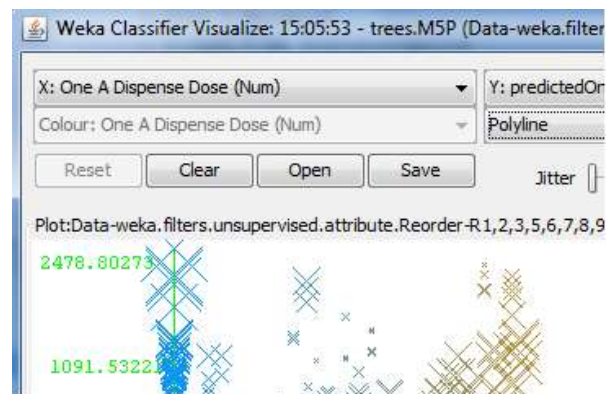 Weka Classifier Visualize: 15:05:53 - trees.M5P (Data-weka.filter
X: One A Dispense Dose (Num) Y: predictedOn
Colour: One A Dispense Dose (Num) Polyline
Reset Clear Open Save Jitter
Plot:Data-weka.filters.unsupervised.attribute.Reorder-R1,2,3,5,6,7,8,9
2478.80273
1091.5322